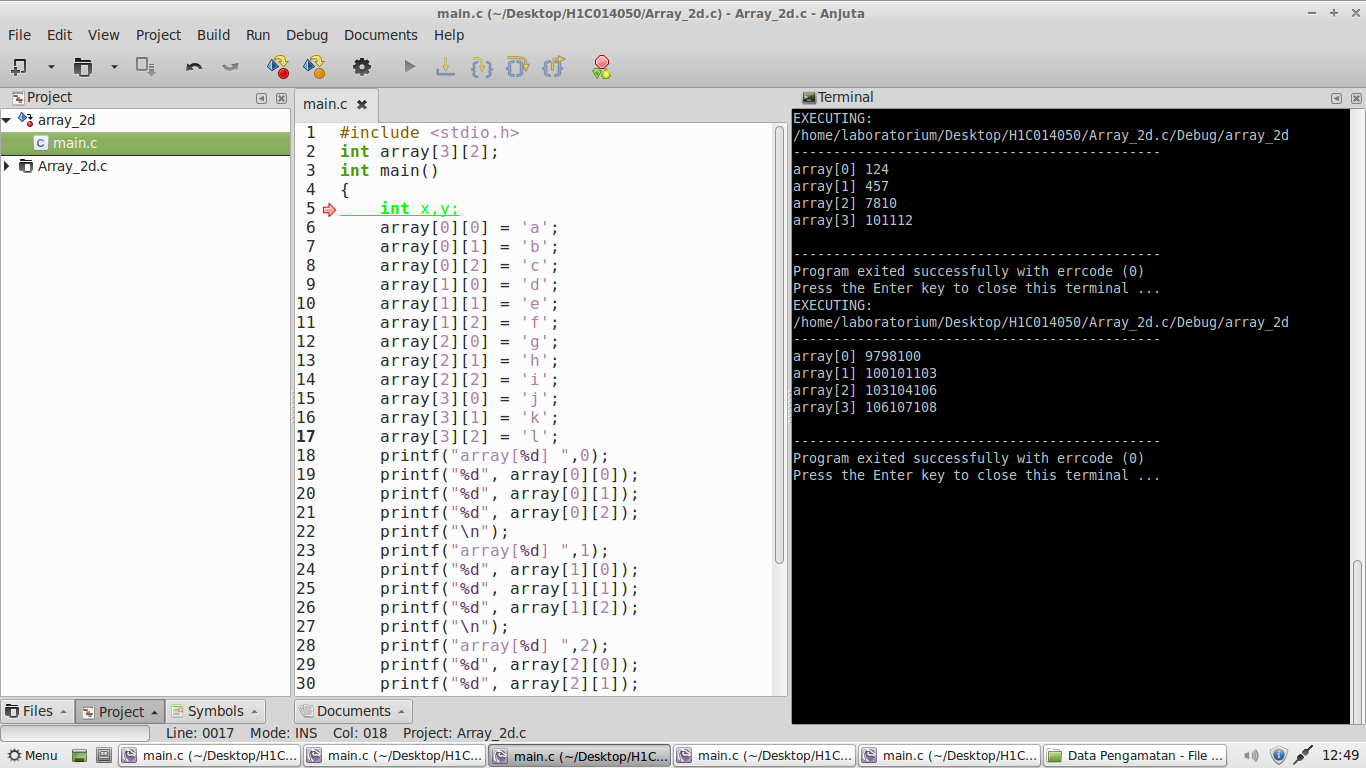 main.c (~/Desktop/H1C014050/Array_2d.c) - Array_2d.c - Anjuta
File Edit View Project Build Run Debug Documents Help
Project
array_2d
main.c
Array_2d.c
main.c
1 #include <stdio.h>
2 int array[3][2];
3 int main()
4 {
5     int x,y;
6     array[0][0] = 'a';
7     array[0][1] = 'b';
8     array[0][2] = 'c';
9     array[1][0] = 'd';
10     array[1][1] = 'e';
11     array[1][2] = 'f';
12     array[2][0] = 'g';
13     array[2][1] = 'h';
14     array[2][2] = 'i';
15     array[3][0] = 'j';
16     array[3][1] = 'k';
17     array[3][2] = 'l';
18     printf("array[%d] ",0);
19     printf("%d", array[0][0]);
20     printf("%d", array[0][1]);
21     printf("%d", array[0][2]);
22     printf("\n");
23     printf("array[%d] ",1);
24     printf("%d", array[1][0]);
25     printf("%d", array[1][1]);
26     printf("%d", array[1][2]);
27     printf("\n");
28     printf("array[%d] ",2);
29     printf("%d", array[2][0]);
30     printf("%d", array[2][1]);
Terminal
EXECUTING:
/home/laboratorium/Desktop/H1C014050/Array_2d.c/Debug/array_2d
----------------------------------------------
array[0] 124
array[1] 457
array[2] 7810
array[3] 101112
----------------------------------------------
Program exited successfully with errcode (0)
Press the Enter key to close this terminal ...
EXECUTING:
/home/laboratorium/Desktop/H1C014050/Array_2d.c/Debug/array_2d
----------------------------------------------
array[0] 9798100
array[1] 100101103
array[2] 103104106
array[3] 106107108
----------------------------------------------
Program exited successfully with errcode (0)
Press the Enter key to close this terminal ...
Files Project Symbols Documents
Line: 0017 Mode: INS Col: 018 Project: Array_2d.c
Menu main.c (~/Desktop/H1C... main.c (~/Desktop/H1C... main.c (~/Desktop/H1C... main.c (~/Desktop/H1C... main.c (~/Desktop/H1C... Data Pengamatan - File ... 12:49